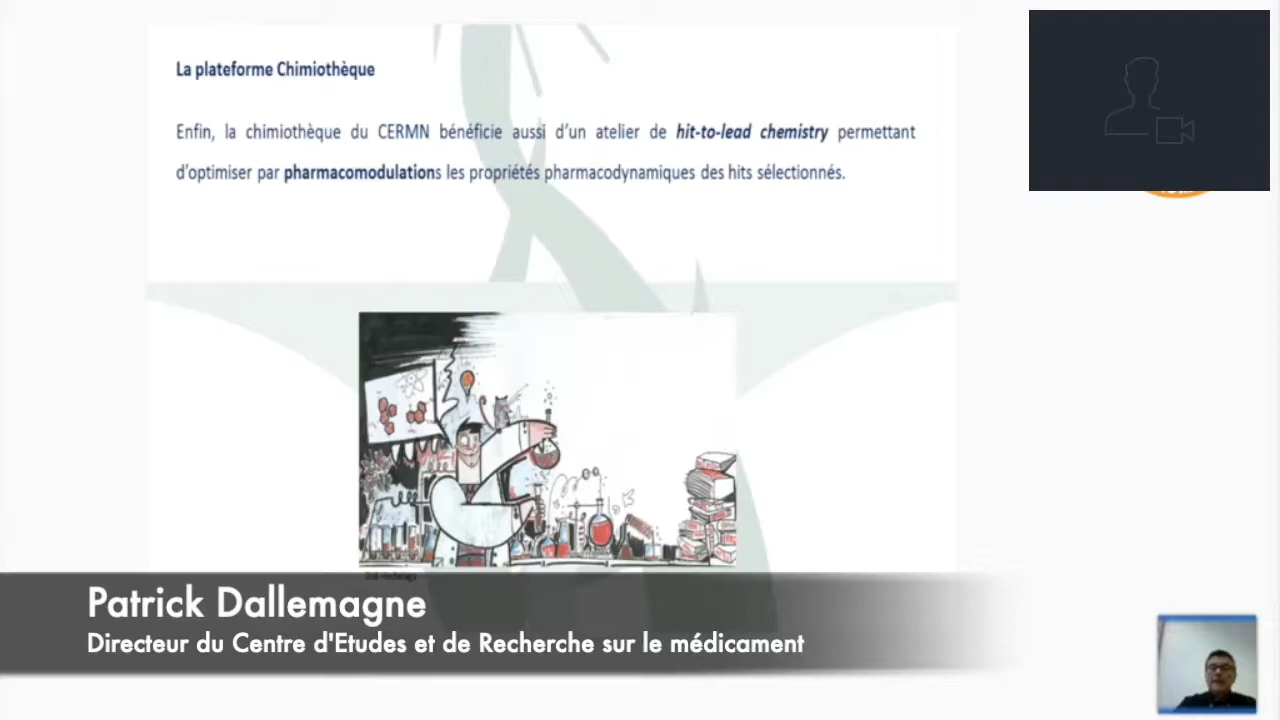 La plateforme Chimiothèque
Enfin, la chimiothèque du CERMN bénéficie aussi d'un atelier de hit-to-lead chemistry permettant
d'optimiser par pharmacomodulations les propriétés pharmacodynamiques des hits sélectionnés.
Patrick Dallemagne
Directeur du Centre d'Etudes et de Recherche sur le médicament